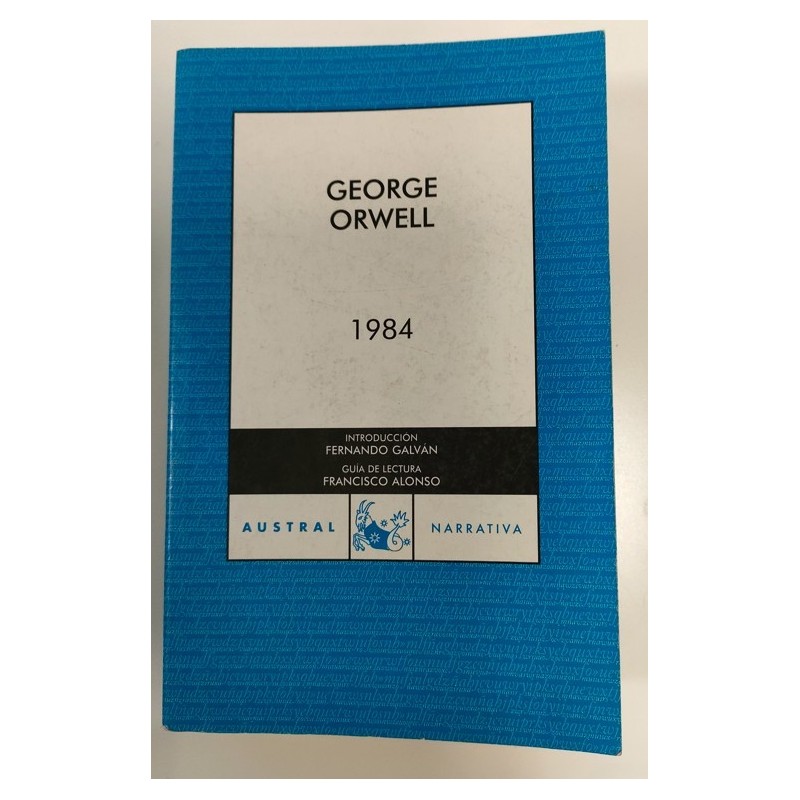 GEORGE
ORWELL
1984
INTRODUCCIÓN
FERNANDO GALVÁN
GUÍA DE LECTURA
FRANCISCO ALONSO
AUSTRAL
NARRATIVA